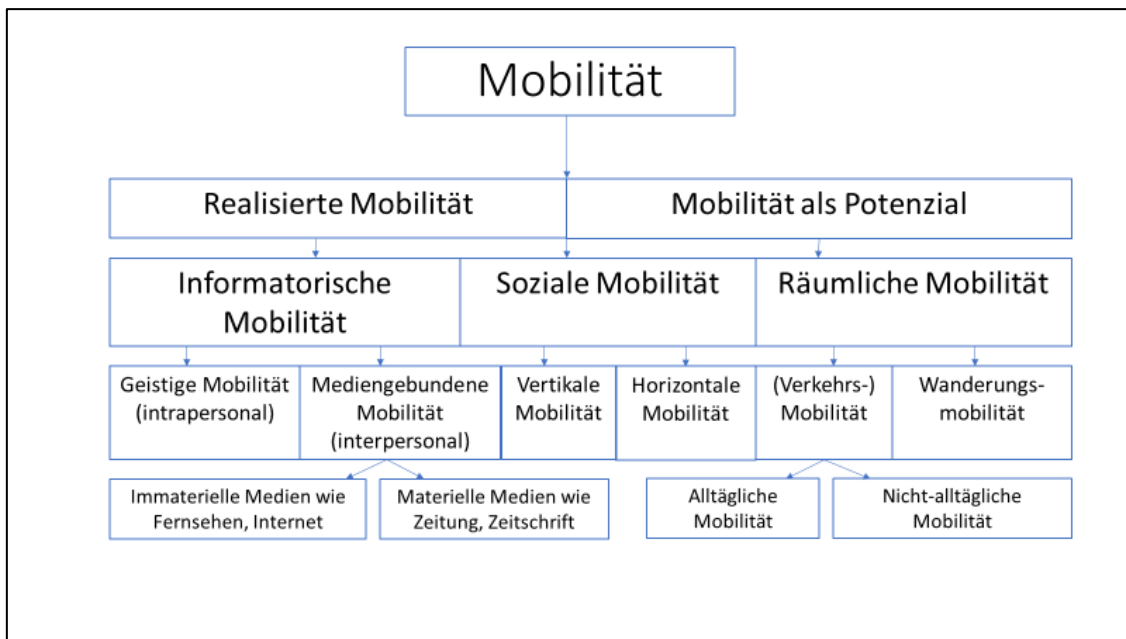 Mobilität
Realisierte Mobilität
Mobilität als Potenzial
Informatorische
Mobilität
Soziale Mobilität
Räumliche Mobilität
Geistige Mobilität
(intrapersonal)
Mediengebundene
Mobilität
(interpersonal)
Vertikale
Mobilität
Horizontale
Mobilität
(Verkehrs-)
Mobilität
Wanderungs-
mobilität
Immaterielle Medien wie
Fernsehen, Internet
Materielle Medien wie
Zeitung, Zeitschrift
Alltägliche
Mobilität
Nicht-alltägliche
Mobilität